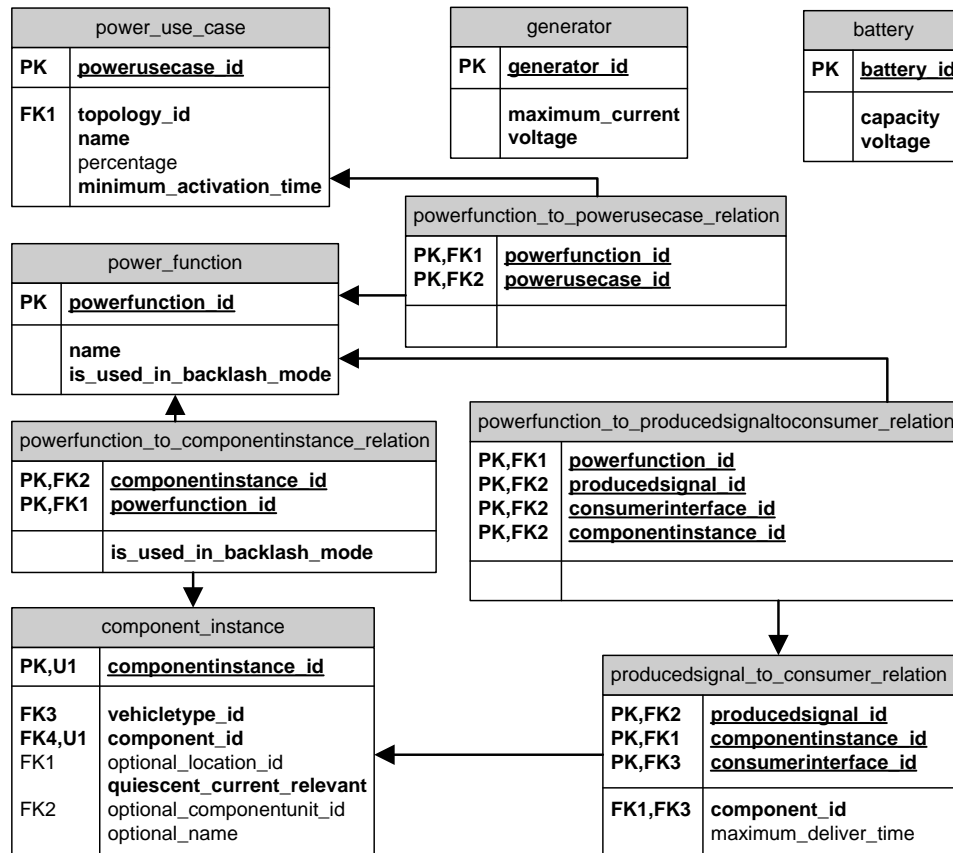 power_use_case
PK powerusecase_id
FK1 topology_id
name
percentage
minimum_activation_time
generator
PK generator_id
maximum_current
voltage
battery
PK battery_id
capacity
voltage
powerfunction_to_powerusecase_relation
PK,FK1 powerfunction_id
PK,FK2 powerusecase_id
power_function
PK powerfunction_id
name
is_used_in_backlash_mode
powerfunction_to_componentinstance_relation
PK,FK2 componentinstance_id
PK,FK1 powerfunction_id
is_used_in_backlash_mode
powerfunction_to_producedsignaltoconsumer_relation
PK,FK1 powerfunction_id
PK,FK2 producedsignal_id
PK,FK2 consumerinterface_id
PK,FK2 componentinstance_id
component_instance
PK,U1 componentinstance_id
FK3 vehicletype_id
FK4,U1 component_id
FK1 optional_location_id
quiescent_current_relevant
FK2 optional_componentunit_id
optional_name
producedsignal_to_consumer_relation
PK,FK2 producedsignal_id
PK,FK1 componentinstance_id
PK,FK3 consumerinterface_id
FK1,FK3 component_id
maximum_deliver_time